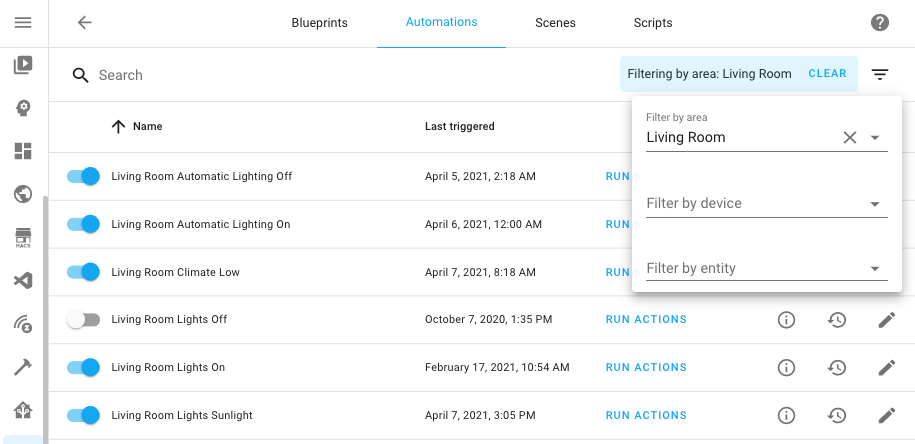 Blueprints Automations Scenes Scripts
Search
Filtering by area: Living Room CLEAR
Name Last triggered
Filter by area
Living Room
Filter by device
Filter by entity
Living Room Automatic Lighting Off April 5, 2021, 2:18 AM RUN
Living Room Automatic Lighting On April 6, 2021, 12:00 AM RUN
Living Room Climate Low April 7, 2021, 8:18 AM RUN
Living Room Lights Off October 7, 2020, 1:35 PM RUN ACTIONS
Living Room Lights On February 17, 2021, 10:54 AM RUN ACTIONS
Living Room Lights Sunlight April 7, 2021, 3:05 PM RUN ACTIONS
HACS